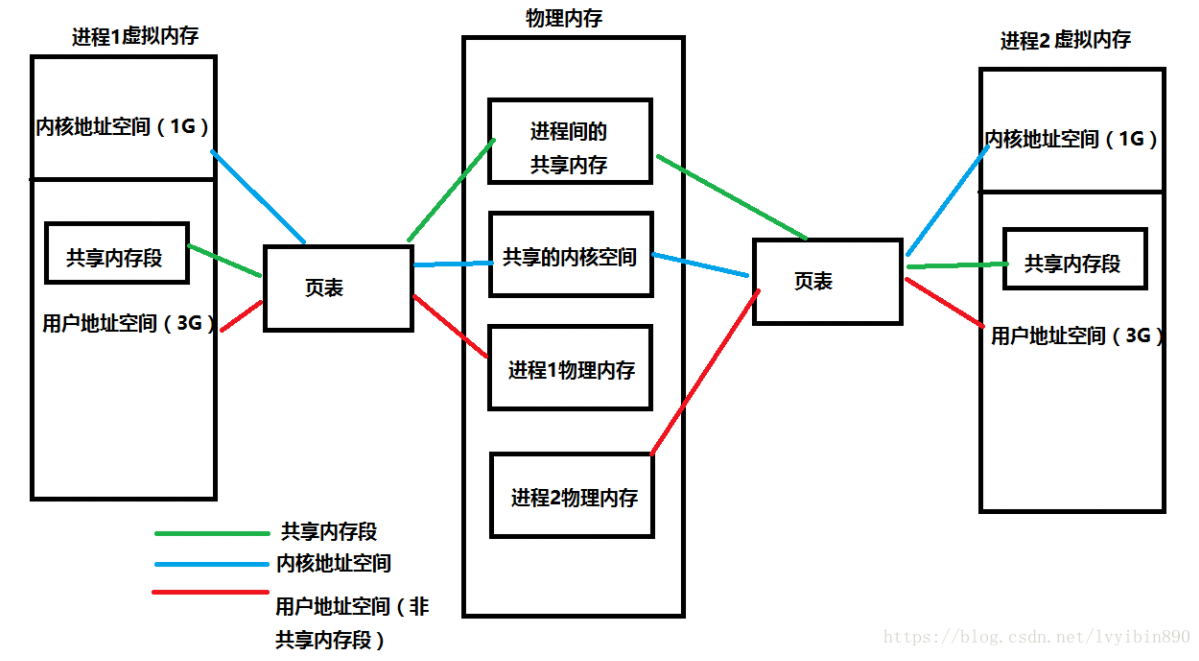 进程1虚拟内存
内核地址空间（1G）
共享内存段
用户地址空间（3G）
页表
物理内存
进程间的
共享内存
共享的内核空间
进程1物理内存
进程2物理内存
页表
进程2虚拟内存
内核地址空间（1G）
共享内存段
用户地址空间（3G）
共享内存段
内核地址空间
用户地址空间（非
共享内存段）
https://blog.csdn.net/lvyibin890